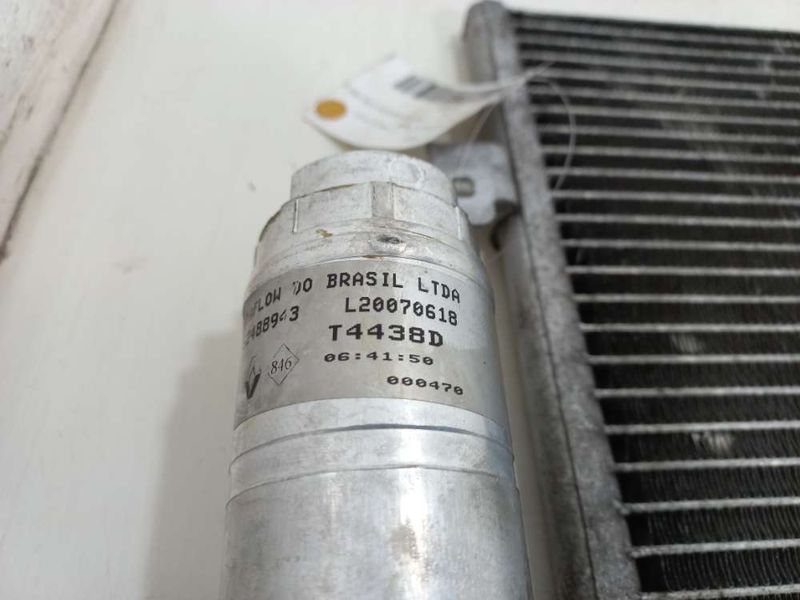 FLOW DO BRASIL LTDA
488943 L20070618
T4438D
06:41:50
846
000470